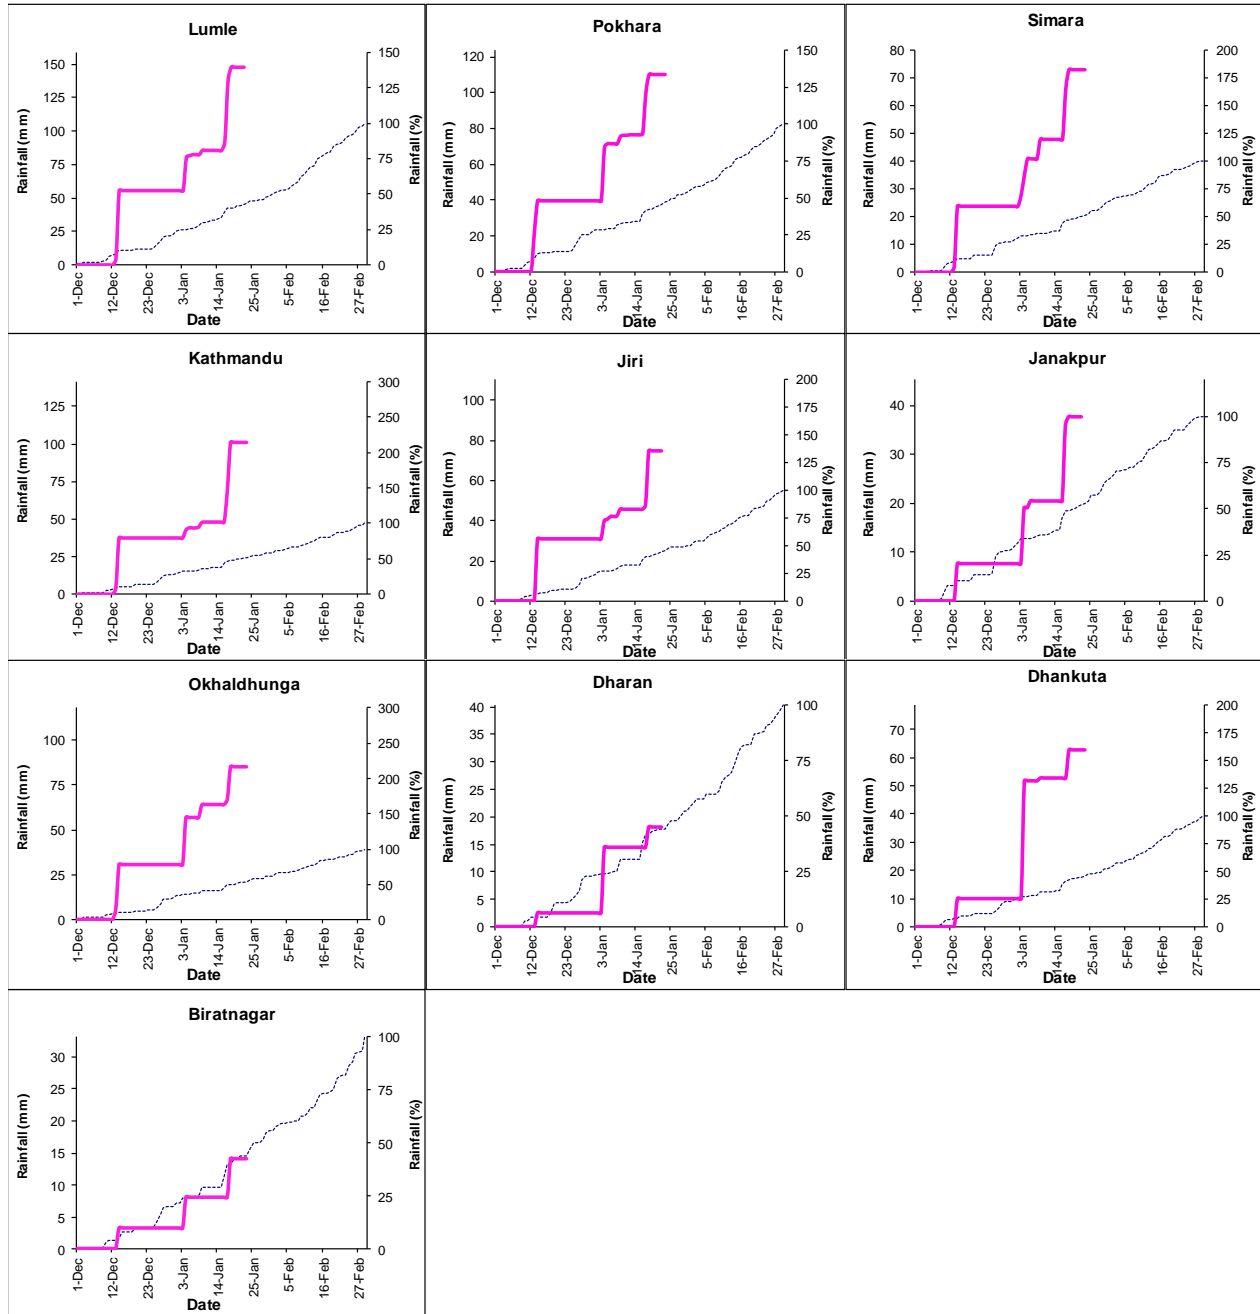 Lumle
Rainfall (mm)
150
125
100
75
50
25
0
150
125
100
75
50
25
0
Rainfall (%)
1-Dec
12-Dec
23-Dec
3-Jan
14-Jan
25-Jan
5-Feb
16-Feb
27-Feb
Date
Pokhara
Rainfall (mm)
120
100
80
60
40
20
0
150
125
100
75
50
25
0
Rainfall (%)
1-Dec
12-Dec
23-Dec
3-Jan
14-Jan
25-Jan
5-Feb
16-Feb
27-Feb
Date
Simara
Rainfall (mm)
80
70
60
50
40
30
20
10
0
200
175
150
125
100
75
50
25
0
Rainfall (%)
1-Dec
12-Dec
23-Dec
3-Jan
14-Jan
25-Jan
5-Feb
16-Feb
27-Feb
Date
Kathmandu
Rainfall (mm)
125
100
75
50
25
0
300
250
200
150
100
50
0
Rainfall (%)
1-Dec
12-Dec
23-Dec
3-Jan
14-Jan
25-Jan
5-Feb
16-Feb
27-Feb
Date
Jiri
Rainfall (mm)
100
80
60
40
20
0
200
175
150
125
100
75
50
25
0
Rainfall (%)
1-Dec
12-Dec
23-Dec
3-Jan
14-Jan
25-Jan
5-Feb
16-Feb
27-Feb
Date
Janakpur
Rainfall (mm)
40
30
20
10
0
100
75
50
25
0
Rainfall (%)
1-Dec
12-Dec
23-Dec
3-Jan
14-Jan
25-Jan
5-Feb
16-Feb
27-Feb
Date
Okhaldhunga
Rainfall (mm)
100
75
50
25
0
300
250
200
150
100
50
0
Rainfall (%)
1-Dec
12-Dec
23-Dec
3-Jan
14-Jan
25-Jan
5-Feb
16-Feb
27-Feb
Date
Dharan
Rainfall (mm)
40
35
30
25
20
15
10
5
0
100
75
50
25
0
Rainfall (%)
1-Dec
12-Dec
23-Dec
3-Jan
14-Jan
25-Jan
5-Feb
16-Feb
27-Feb
Date
Dhankuta
Rainfall (mm)
70
60
50
40
30
20
10
0
200
175
150
125
100
75
50
25
0
Rainfall (%)
1-Dec
12-Dec
23-Dec
3-Jan
14-Jan
25-Jan
5-Feb
16-Feb
27-Feb
Date
Biratnagar
Rainfall (mm)
30
25
20
15
10
5
0
100
75
50
25
0
Rainfall (%)
1-Dec
12-Dec
23-Dec
3-Jan
14-Jan
25-Jan
5-Feb
16-Feb
27-Feb
Date